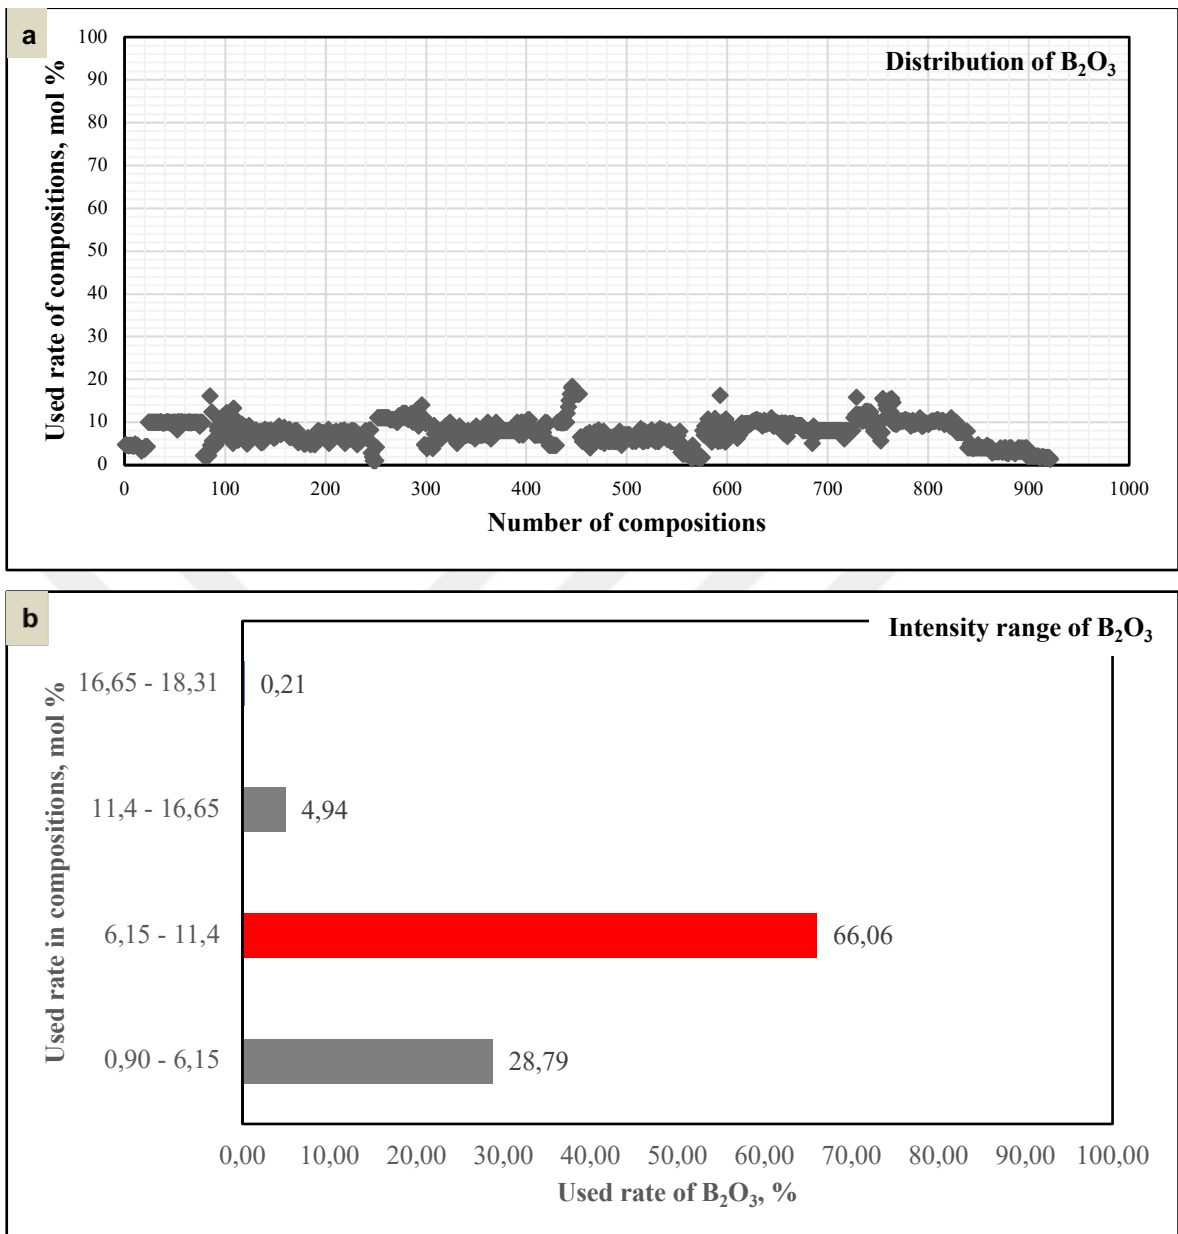 a
Distribution of B₂O₃
Used rate of compositions, mol %
100
90
80
70
60
50
40
30
20
10
0
0 100 200 300 400 500 600 700 800 900 1000
Number of compositions
b
Intensity range of B₂O₃
Used rate in compositions, mol %
16,65 - 18,31 0,21
11,4 - 16,65 4,94
6,15 - 11,4 66,06
0,90 - 6,15 28,79
0,00 10,00 20,00 30,00 40,00 50,00 60,00 70,00 80,00 90,00 100,00
Used rate of B₂O₃, %